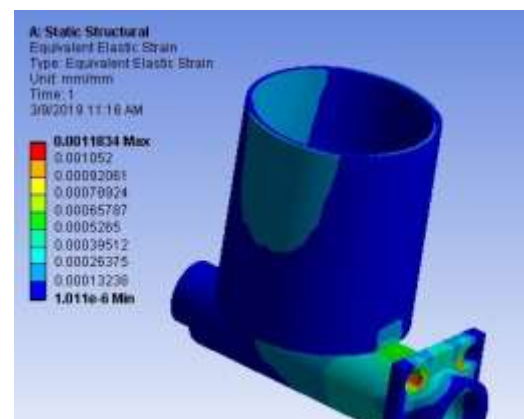 A: Static Structural
Equivalent Elastic Strain
Type: Equivalent Elastic Strain
Unit: mm/mm
Time: 1
3/9/2019 11:16 AM
0.0011834 Max
0.001052
0.00092061
0.00078924
0.00065787
0.0005265
0.00039512
0.00026375
0.00013238
1.011e-6 Min